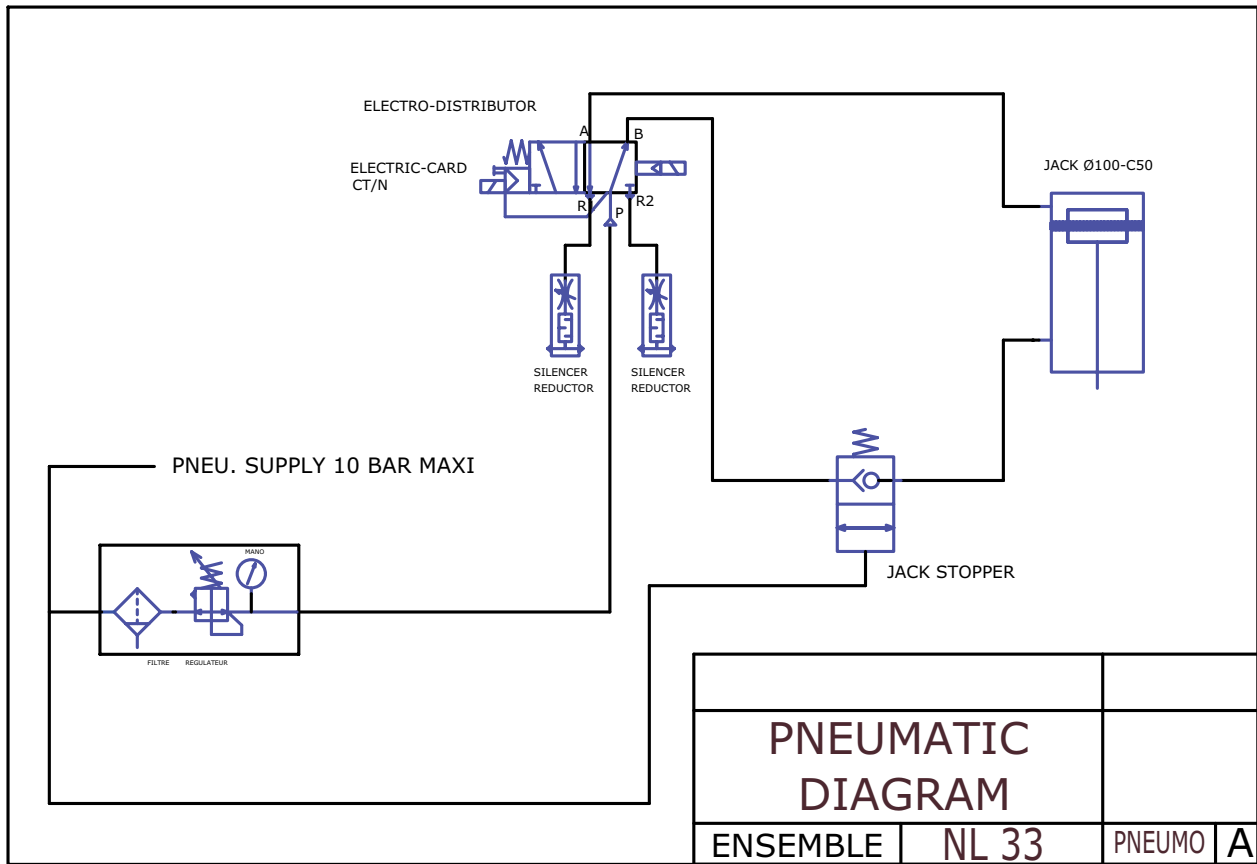 ELECTRO-DISTRIBUTOR
A
B
ELECTRIC-CARD
CT/N
JACK Ø100-C50
R
P
R2
SILENCER
REDUCTOR
SILENCER
REDUCTOR
PNEU. SUPPLY 10 BAR MAXI
MANO
JACK STOPPER
FILTRE
REGULATEUR
PNEUMATIC
DIAGRAM
ENSEMBLE
NL 33
PNEUMO
A